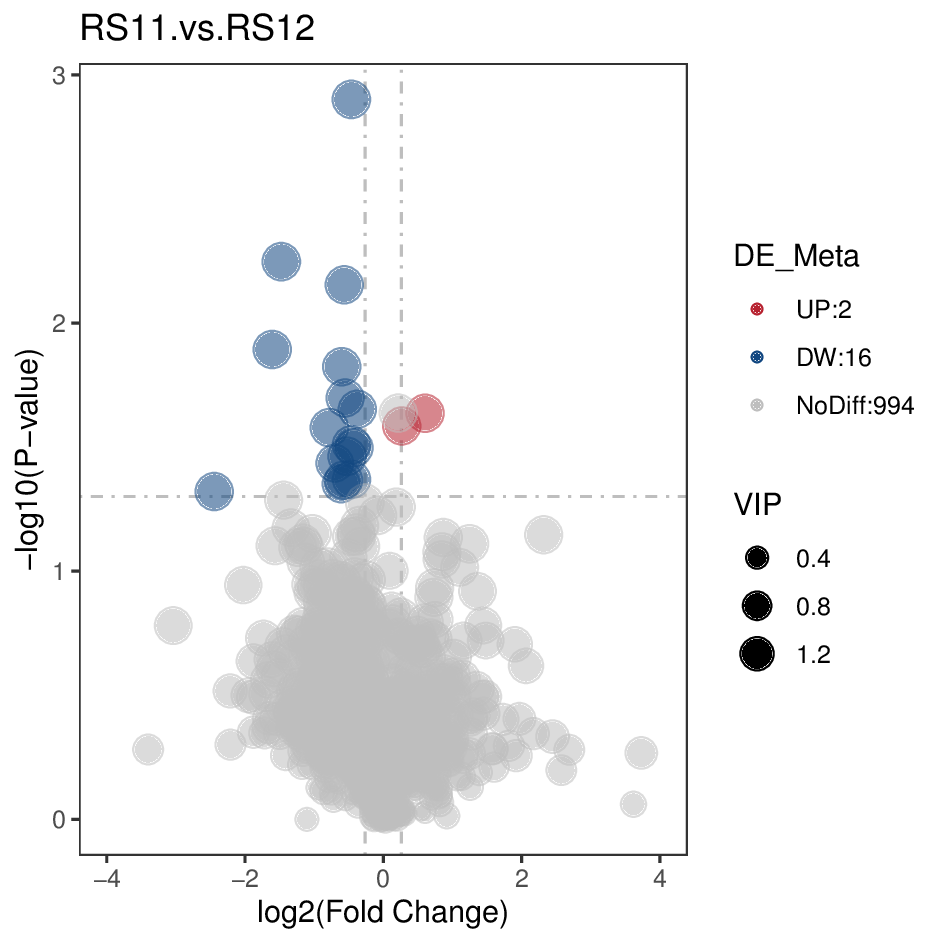 RS11.vs.RS12
3
2
1
0
−log10(P−value)
−4
−2
0
2
4
log2(Fold Change)
DE_Meta
UP:2
DW:16
NoDiff:994
VIP
0.4
0.8
1.2